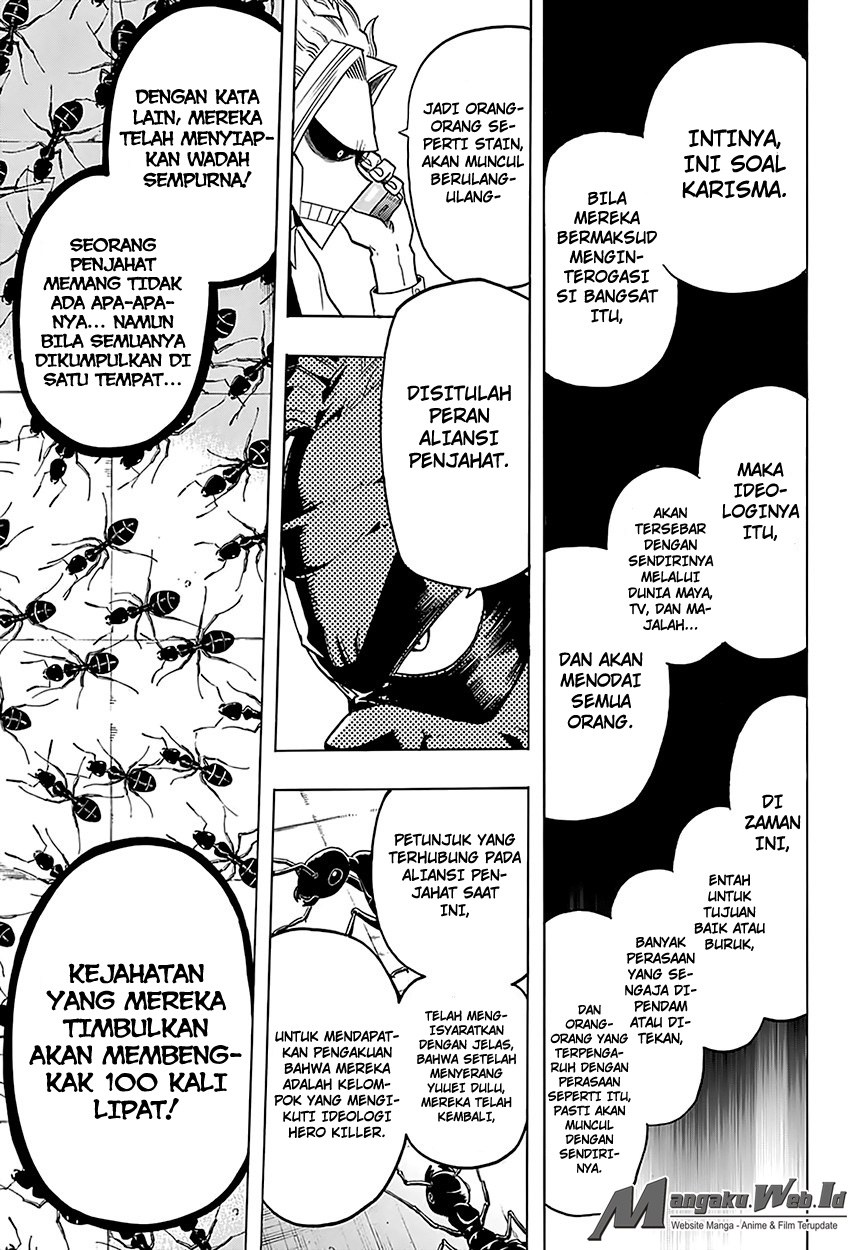 INTINYA,
INI SOAL
KARISMA.
BILA
MEREKA
BERMAKSUD
MENGIN-
TEROGASI
SI BANGSAT
ITU,
MAKA
IDEO-
LOGINYA
ITU,
AKAN
TERSEBAR
DENGAN
SENDIRINYA
MELALUI
DUNIA MAYA,
TV, DAN MA-
JALAH...
DAN AKAN
MENODAI
SEMUA
ORANG.
DI
ZAMAN
INI,
ENTAH
UNTUK
TUJUAN
BAIK ATAU
BURUK,
BANYAK
PERASAAN
YANG SE-
NGAJA DI-
PENDAM
ATAU DI-
TEKAN,
DAN
ORANG-
ORANG YANG
TERPENGA-
RUH DENGAN
PERASAAN
SEPERTI ITU,
PASTI AKAN
MUNCUL
DENGAN
SENDIRI-
NYA.
JADI ORANG-
ORANG SE-
PERTI STAIN,
AKAN MUNCUL
BERULANG-
ULANG-
DISITULAH
PERAN
ALIANSI
PENJAHAT.
PETUNJUK YANG
TERHUBUNG PADA
ALIANSI PEN-
JAHAT SAAT
INI,
TELAH MENG-
ISYARATKAN
DENGAN JELAS,
BAHWA SETELAH
MENYERANG
YUUEI DULU,
MEREKA TELAH
KEMBALI,
UNTUK MENDAPAT-
KAN PENGAKUAN
BAHWA MEREKA
ADALAH KELOM-
POK YANG MENGI-
KUTI IDEOLOGI
HERO KILLER.
DENGAN KATA
LAIN, MEREKA
TELAH MENYIAP-
KAN WADAH
SEMPURNA!
SEORANG
PENJAHAT
MEMANG TIDAK
ADA APA-APA-
NYA... NAMUN
BILA SEMUANYA
DIKUMPULKAN DI
SATU TEMPAT...
KEJAHATAN
YANG MEREKA
TIMBULKAN
AKAN MEMBENG-
KAK 100 KALI
LIPAT!
Mangaku.Web.Id
Website Manga - Anime & Film Terupdate